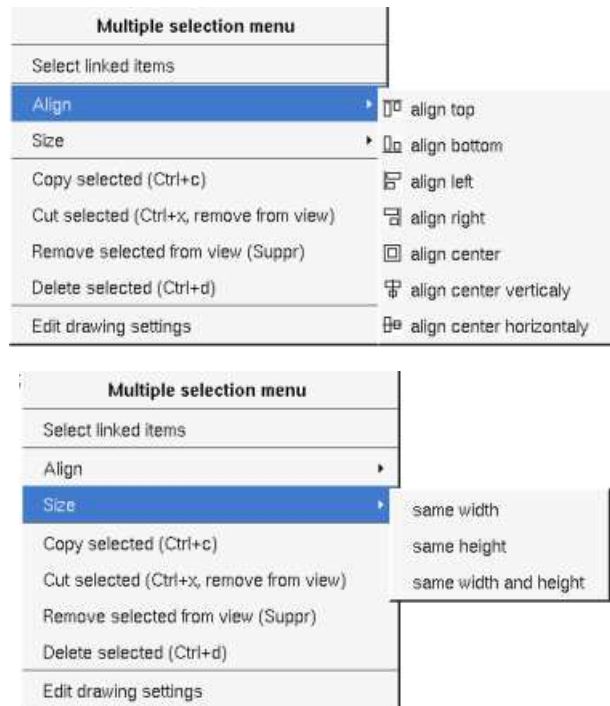 Multiple selection menu
Select linked items
Align
Size
Copy selected (Ctrl+c)
Cut selected (Ctrl+x, remove from view)
Remove selected from view (Suppr)
Delete selected (Ctrl+d)
Edit drawing settings
align top
align bottom
align left
align right
align center
align center verticaly
align center horizontaly
Multiple selection menu
Select linked items
Align
Size
Copy selected (Ctrl+c)
Cut selected (Ctrl+x, remove from view)
Remove selected from view (Suppr)
Delete selected (Ctrl+d)
Edit drawing settings
same width
same height
same width and height